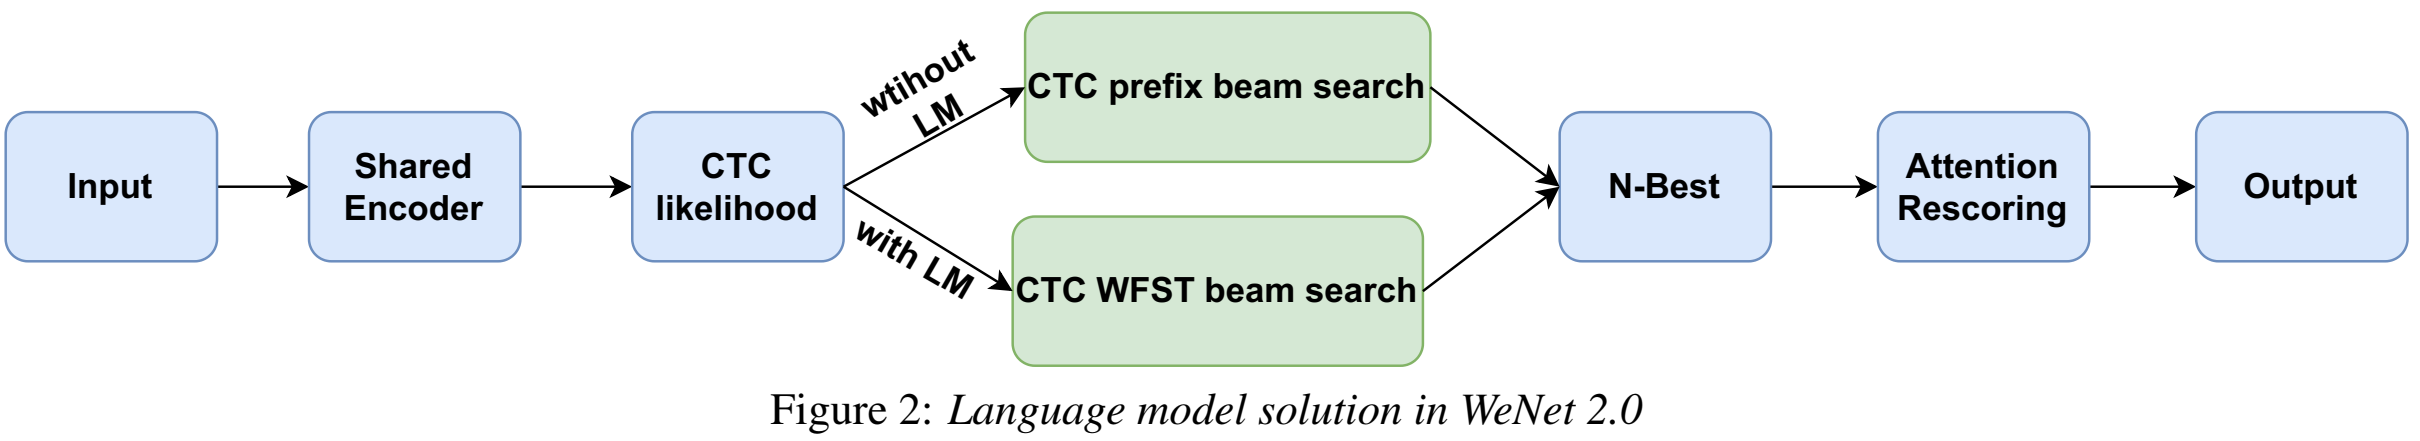 Input
Shared
Encoder
CTC
likelihood
wtihout
LM
with LM
CTC prefix beam search
CTC WFST beam search
N-Best
Attention
Rescoring
Output
Figure 2: Language model solution in WeNet 2.0